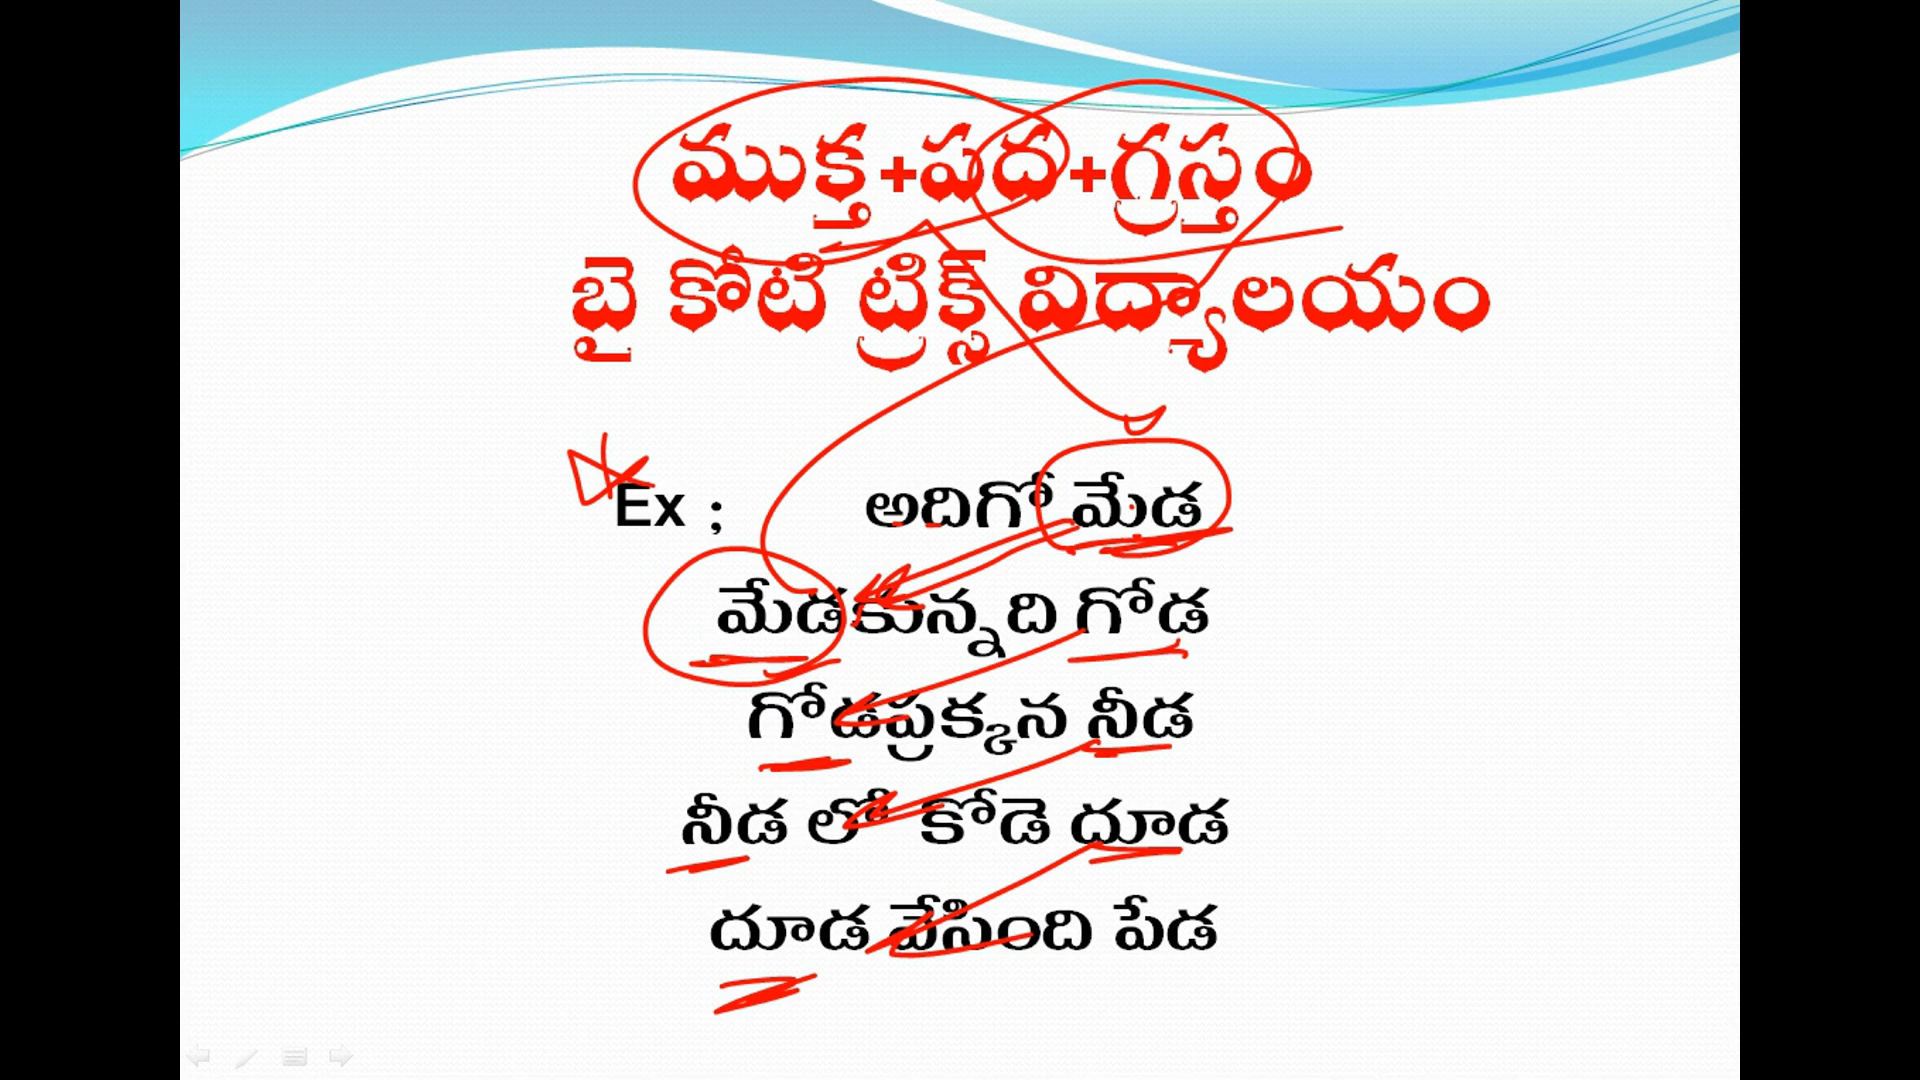 ముక్త+పద+గ్రస్తం
బై కోటి ట్రిక్స్ విద్యాలయం
Ex ; అదిగో మేడ
మేడకున్నది గోడ
గోడప్రక్కన నీడ
నీడ లో కోడె దూడ
దూడ వేసింది పేడ